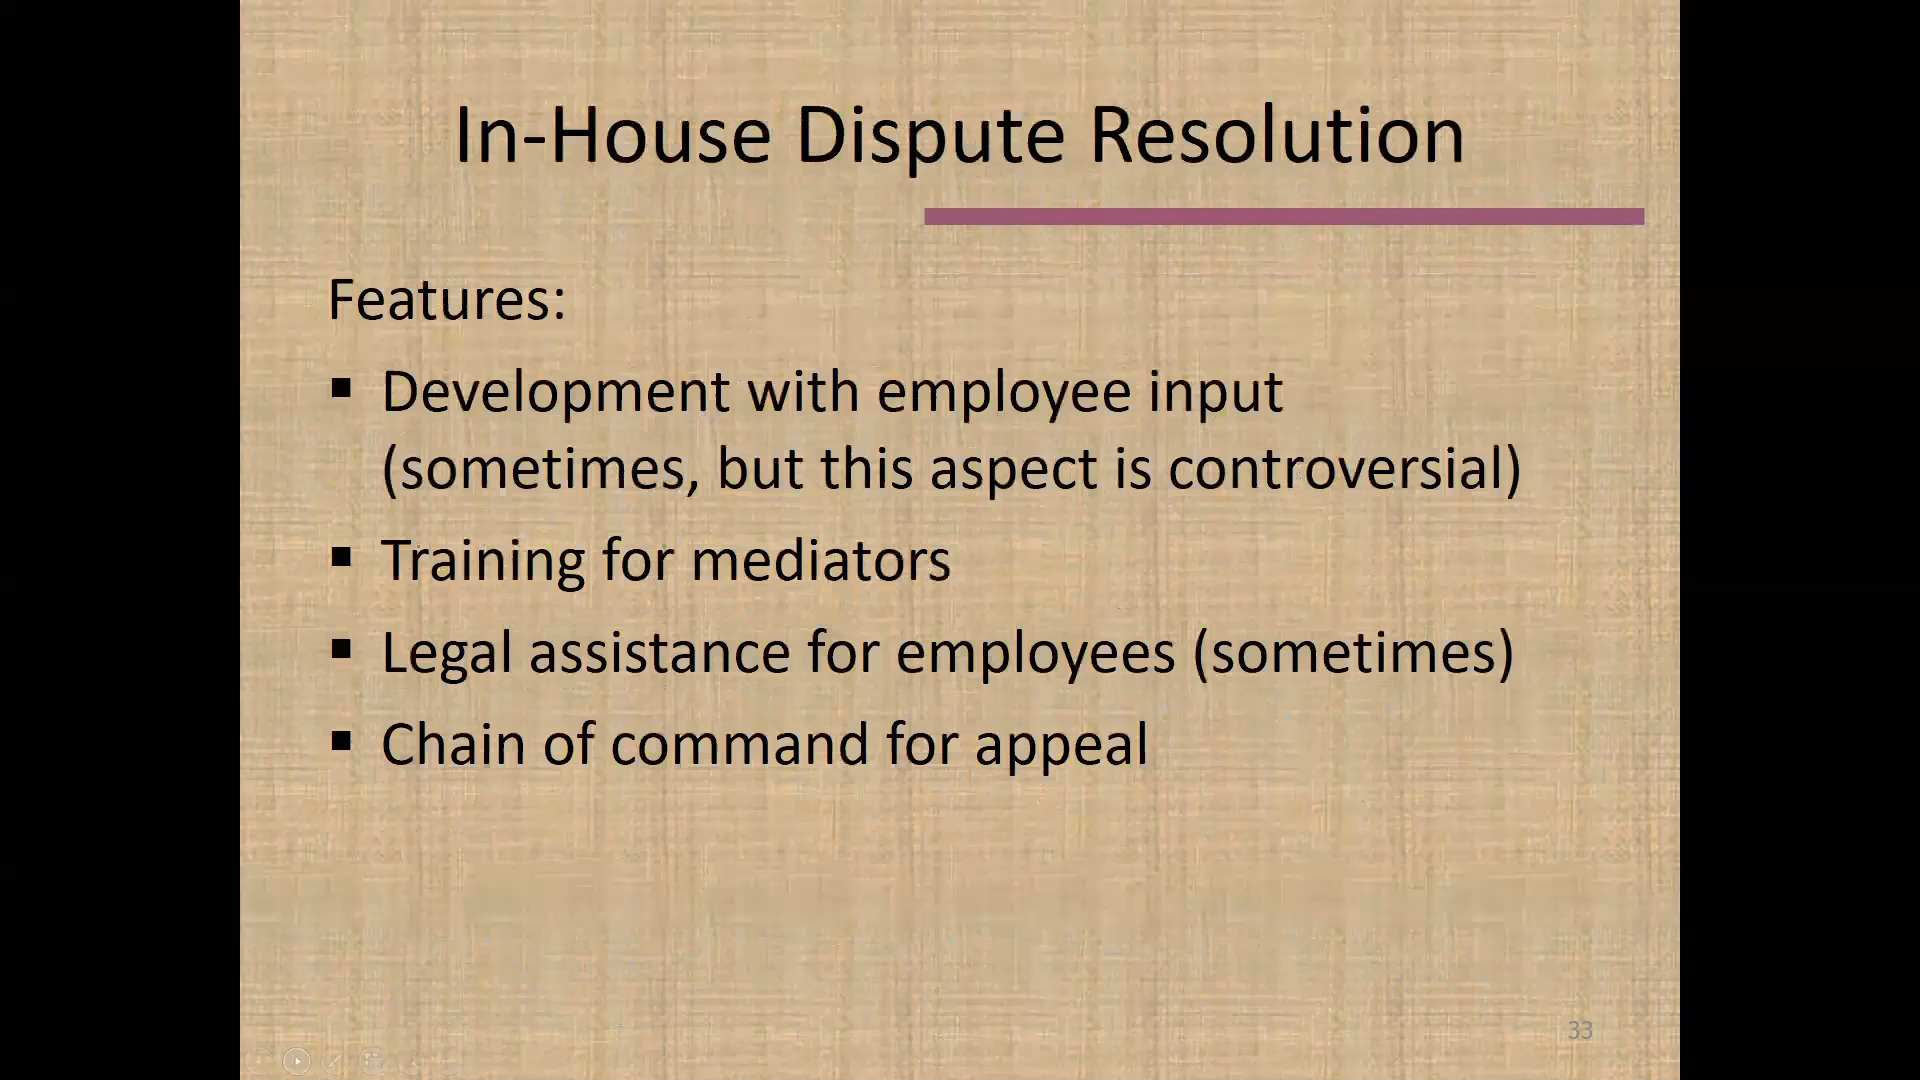 In-House Dispute Resolution
Features:
▪ Development with employee input
(sometimes, but this aspect is controversial)
▪ Training for mediators
▪ Legal assistance for employees (sometimes)
▪ Chain of command for appeal
33